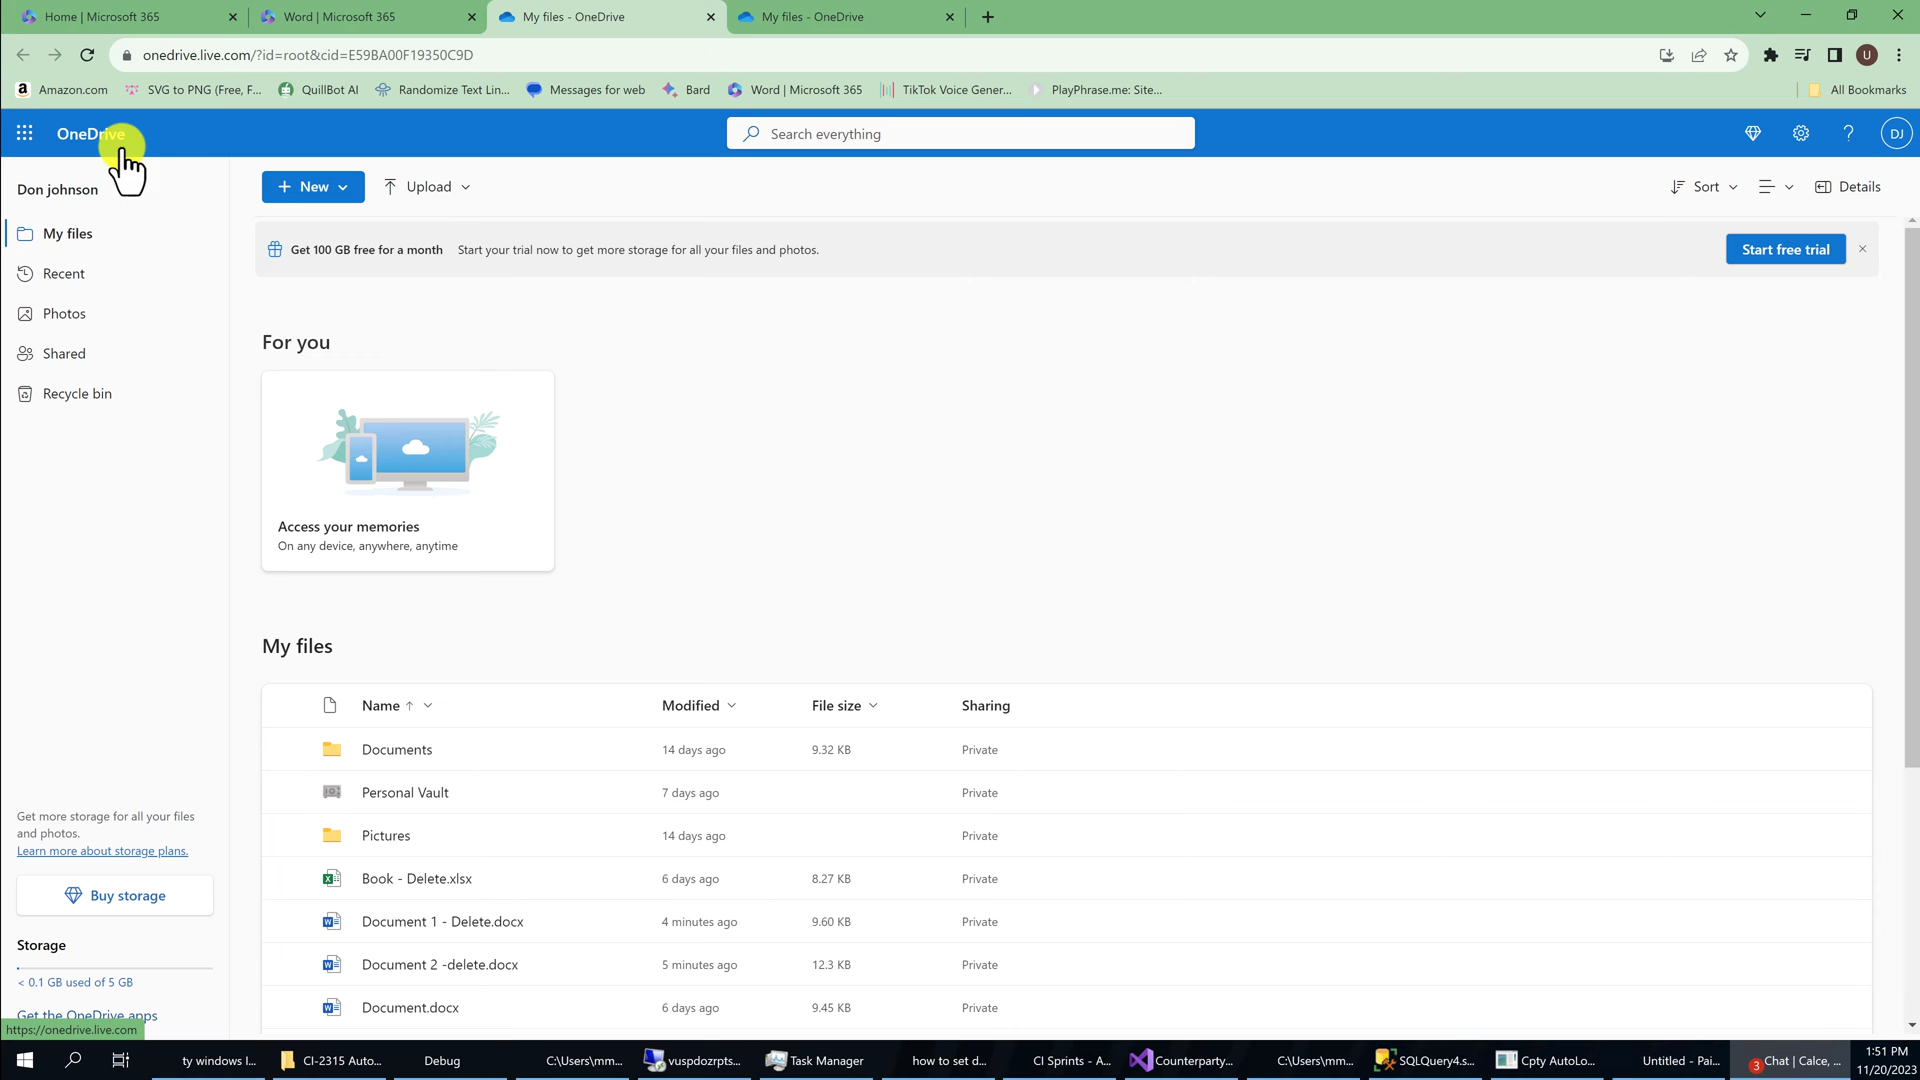 Home | Microsoft 365
Word | Microsoft 365
My files - OneDrive
My files - OneDrive
onedrive.live.com/?id=root&cid=E59BA00F19350C9D
U
Amazon.com
SVG to PNG (Free, F...
QuillBot AI
Randomize Text Lin...
Messages for web
Bard
Word | Microsoft 365
TikTok Voice Gener...
PlayPhrase.me: Site...
All Bookmarks
OneDrive
Search everything
DJ
Don johnson
New
Upload
Sort
Details
My files
Recent
Photos
Shared
Recycle bin
Get 100 GB free for a month Start your trial now to get more storage for all your files and photos.
Start free trial
For you
Access your memories
On any device, anywhere, anytime
My files
Name Modified File size Sharing
Documents 14 days ago 9.32 KB Private
Personal Vault 7 days ago Private
Pictures 14 days ago Private
Book - Delete.xlsx 6 days ago 8.27 KB Private
Document 1 - Delete.docx 4 minutes ago 9.60 KB Private
Document 2 -delete.docx 5 minutes ago 12.3 KB Private
Document.docx 6 days ago 9.45 KB Private
Get more storage for all your files
and photos.
Learn more about storage plans.
Buy storage
Storage
< 0.1 GB used of 5 GB
Get the OneDrive apps
https://onedrive.live.com
ty windows l...
CI-2315 Auto...
Debug
C:\Users\mm...
vuspdozrpts...
Task Manager
how to set d...
CI Sprints - A...
Counterparty...
C:\Users\mm...
SQLQuery4.s...
Cpty AutoLo...
Untitled - Pai...
3
Chat | Calce, ...
1:51 PM
11/20/2023